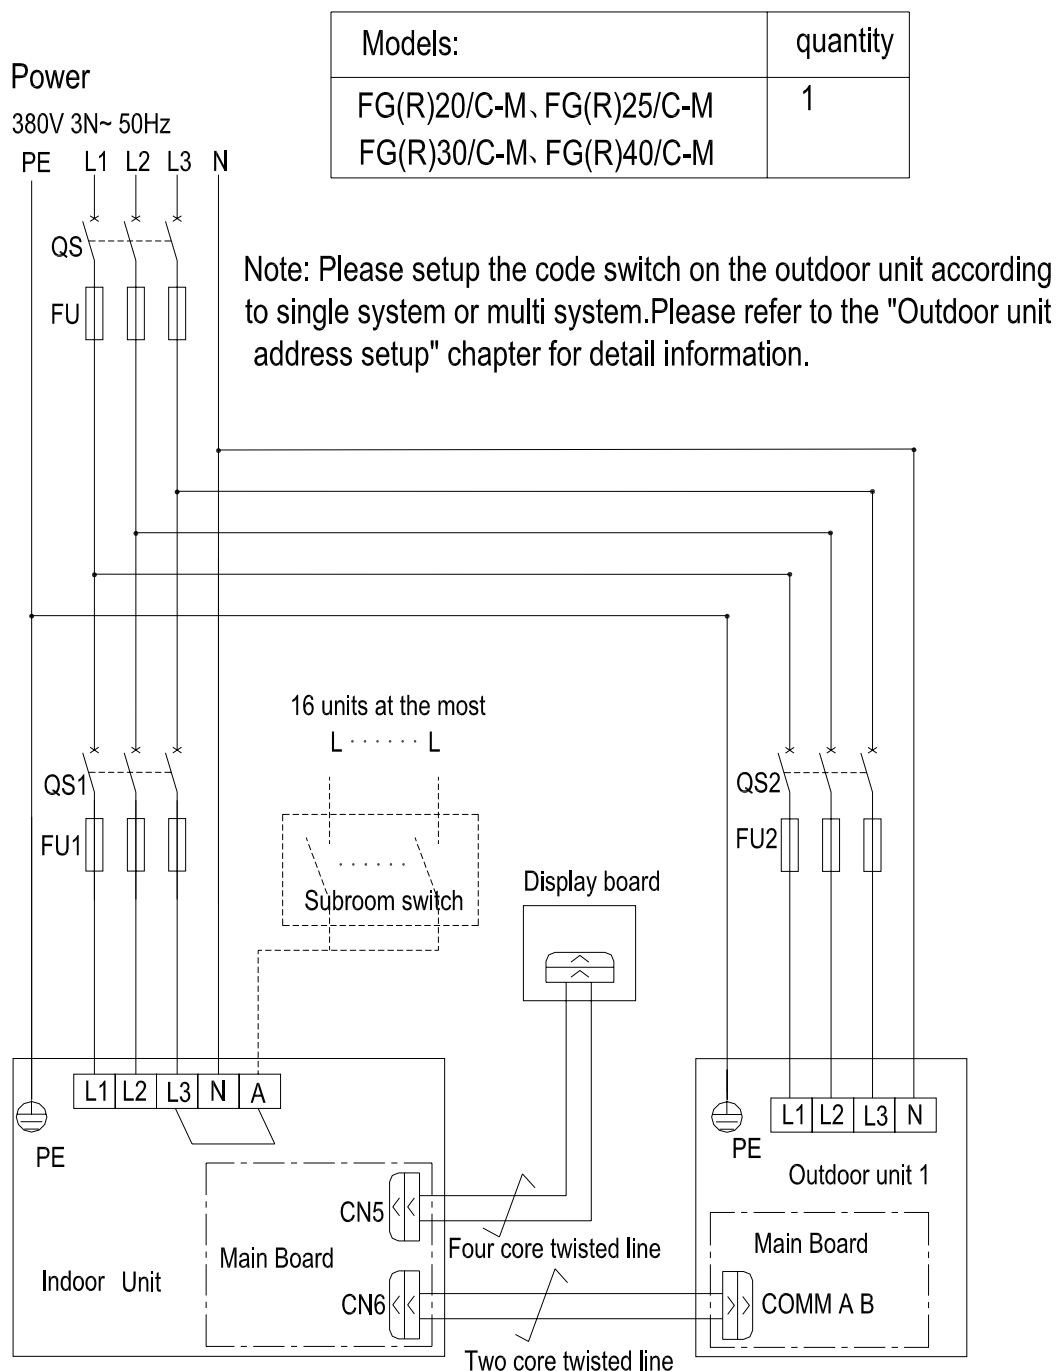 Models: quantity
FG(R)20/C-M、FG(R)25/C-M 1
FG(R)30/C-M、FG(R)40/C-M
Power
380V 3N~ 50Hz
PE L1 L2 L3 N
QS
FU
Note: Please setup the code switch on the outdoor unit according
to single system or multi system.Please refer to the "Outdoor unit
address setup" chapter for detail information.
16 units at the most
L ······ L
QS1
FU1
Subroom switch
QS2
FU2
Display board
L1 L2 L3 N A
PE
L1 L2 L3 N
PE
Outdoor unit 1
CN5
Main Board
Four core twisted line
Indoor Unit
CN6
Main Board
COMM A B
Two core twisted line